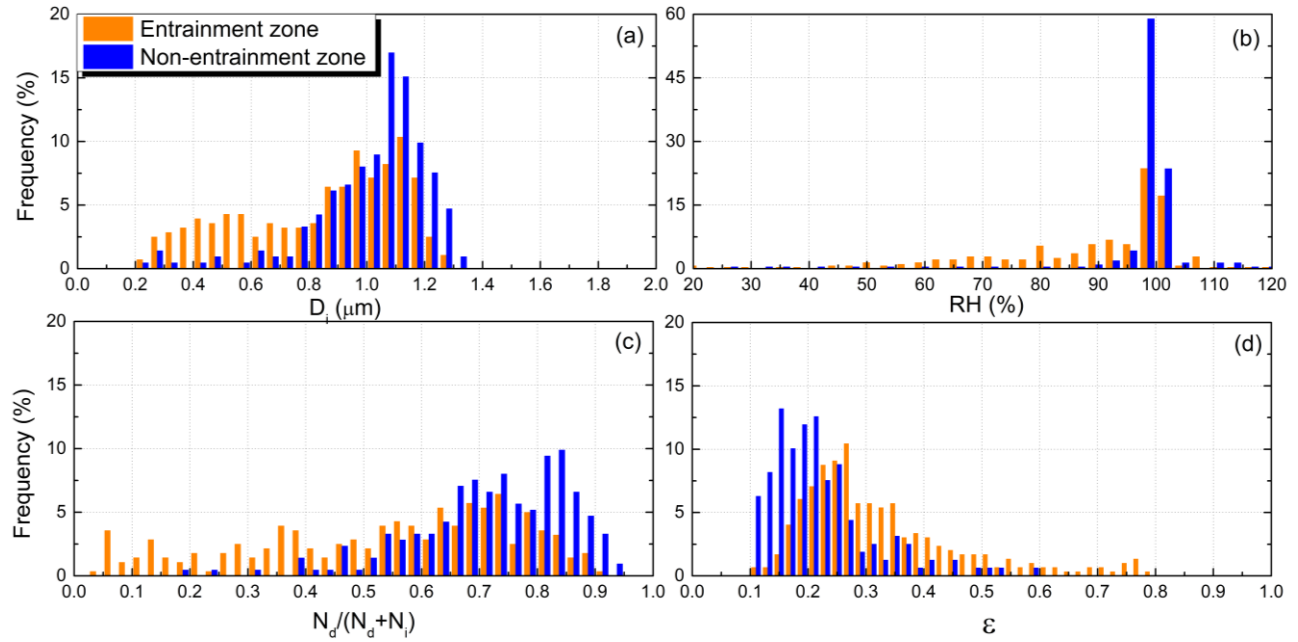 Entrainment zone
Non-entrainment zone
(a)
Frequency (%)
20
15
10
5
0
0.0 0.2 0.4 0.6 0.8 1.0 1.2 1.4 1.6 1.8 2.0
D_i (μm)
(b)
60
45
30
15
0
20 30 40 50 60 70 80 90 100 110 120
RH (%)
(c)
Frequency (%)
20
15
10
5
0
0.0 0.1 0.2 0.3 0.4 0.5 0.6 0.7 0.8 0.9 1.0
N_d/(N_d+N_i)
(d)
20
15
10
5
0
0.0 0.1 0.2 0.3 0.4 0.5 0.6 0.7 0.8 0.9 1.0
ε